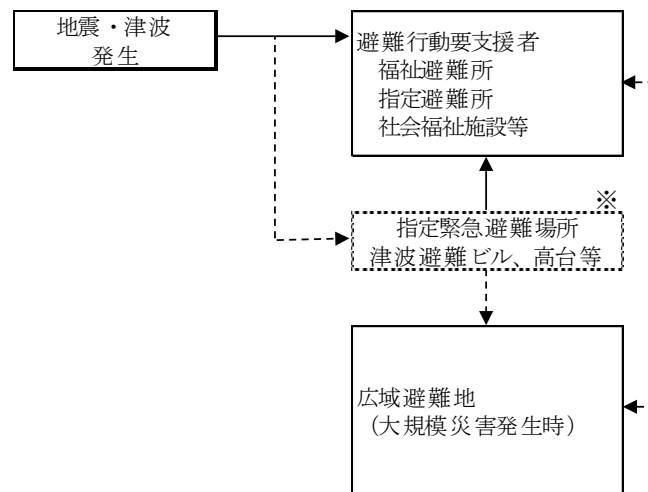 地震・津波
発生
避難行動要支援者
福祉避難所
指定避難所
社会福祉施設等
※
指定緊急避難場所
津波避難ビル、高台等
広域避難地
（大規模災害発生時）